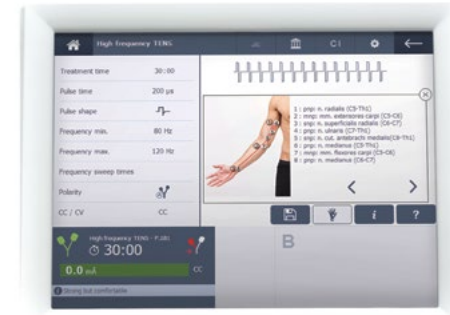 High frequency TENS
C1
Treatment time 30:00
Pulse time 200 µs
Pulse shape
Frequency min. 80 Hz
Frequency max. 120 Hz
Frequency sweep times
Polarity
CC / CV CC
1 : pnp: n. radialis (C5-Th1)
2 : mnp: mm. extensores carpi (C5-C8)
3 : snp: n. superficialis radialis (C6-C7)
4 : pnp: n. ulnaris (C7-Th1)
5 : snp: n. cut. antebrachi medialis(C8-Th1)
6 : pnp: n. medianus (C5-Th1)
7 : mnp: mm. flexores carpi (C5-C8)
8 : pnp: n. medianus (C6-C7)
i ?
High frequency TENS -
30:00
0.0 mA CC
Strong but comfortable
B